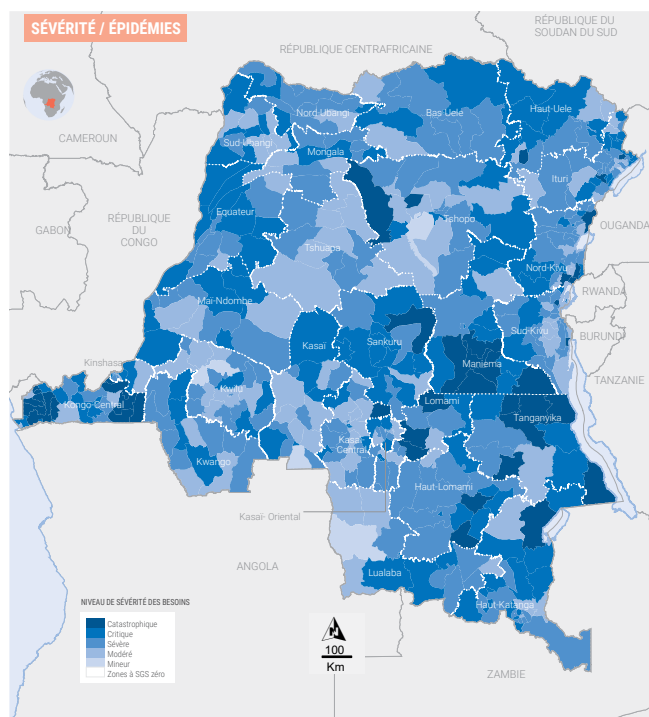 SÉVÉRITÉ / ÉPIDÉMIES
RÉPUBLIQUE DU
SOUDAN DU SUD
RÉPUBLIQUE CENTRAFRICAINE
CAMEROUN
Nord-Ubangi
Bas-Uele
Haut-Uele
Sud-Ubangi
Mongala
Ituri
Equateur
Tshopo
GABON
RÉPUBLIQUE
DU
CONGO
OUGANDA
Tshuapa
Nord-Kivu
RWANDA
Maï-Ndombe
Sud-Kivu
BURUNDI
Kasaï
Sankuru
Maniema
Kinshasa
TANZANIE
Kwilu
Kongo Central
Lomami
Tanganyika
Kasaï
Central
Kwango
Haut-Lomami
Kasaï- Oriental
ANGOLA
Lualaba
Haut-Katanga
NIVEAU DE SÉVÉRITÉ DES BESOINS
Catastrophique
Critique
Sévère
Modéré
Mineur
Zones à SGS zéro
N
100
Km
ZAMBIE